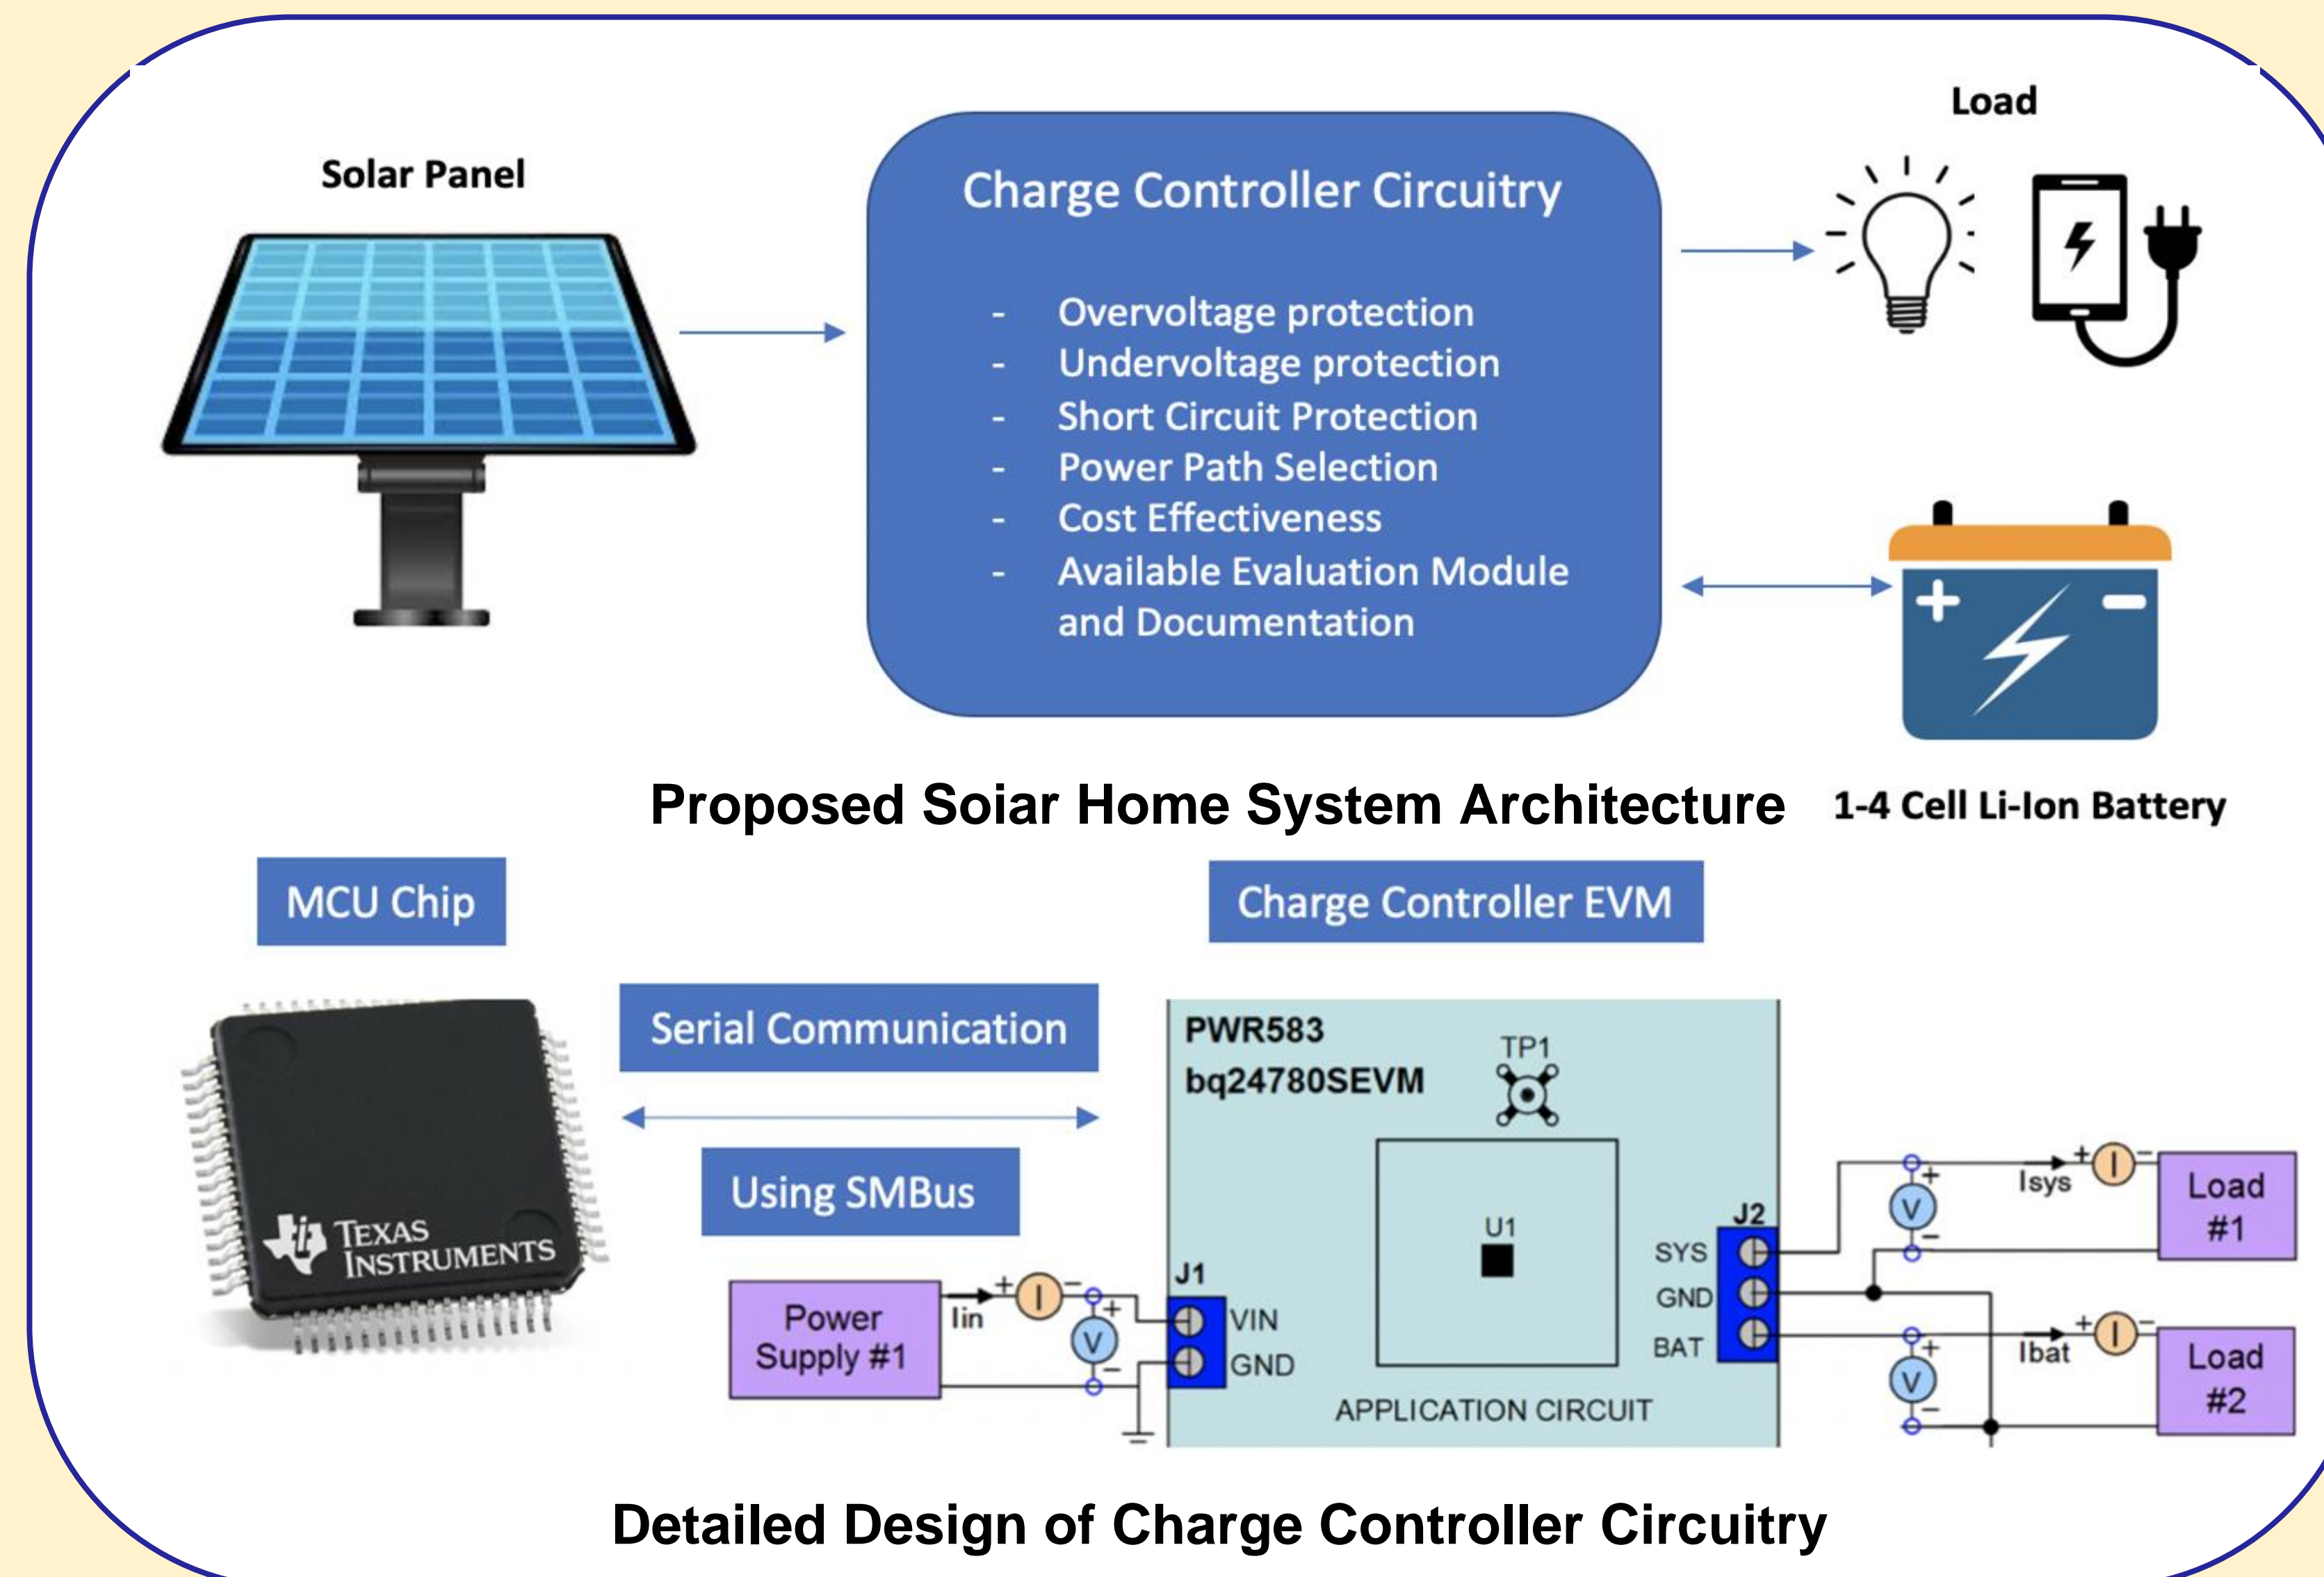 Solar Panel
Charge Controller Circuitry
- Overvoltage protection
- Undervoltage protection
- Short Circuit Protection
- Power Path Selection
- Cost Effectiveness
- Available Evaluation Module
and Documentation
Load
1-4 Cell Li-Ion Battery
Proposed Soiar Home System Architecture
MCU Chip
Charge Controller EVM
Serial Communication
Using SMBus
TEXAS
INSTRUMENTS
Power
Supply #1
Iin
+
I
−
+
V
−
J1
VIN
GND
PWR583
bq24780SEVM
TP1
U1
APPLICATION CIRCUIT
J2
SYS
GND
BAT
+
V
−
Isys
+
I
−
Load
#1
+
V
−
Ibat
+
I
−
Load
#2
Detailed Design of Charge Controller Circuitry